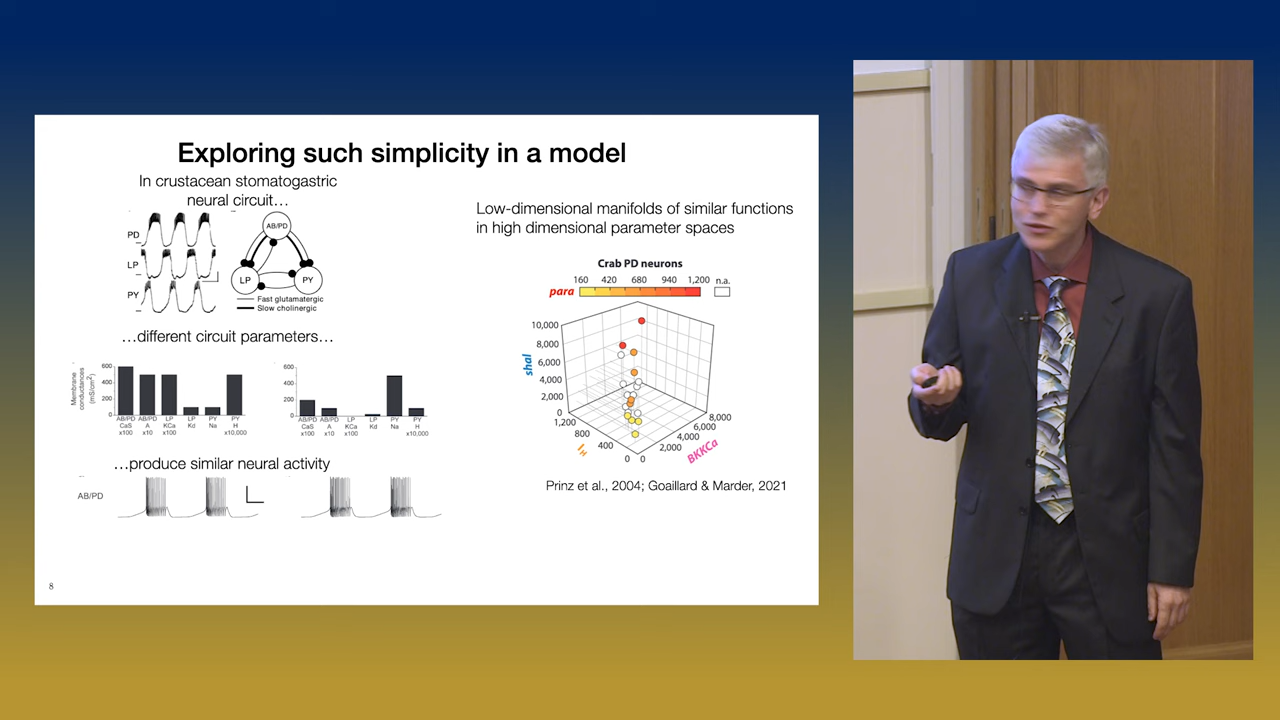 Exploring such simplicity in a model
In crustacean stomatogastric
neural circuit…
PD
LP
PY
AB/PD
LP
PY
Fast glutamatergic
Slow cholinergic
…different circuit parameters…
Membrane
conductances
(mS/cm²)
600
400
200
0
AB/PD
CaS
x100
AB/PD
A
x10
LP
KCa
x100
LP
Kd
PY
Na
PY
H
x10,000
600
400
200
0
AB/PD
CaS
x100
AB/PD
A
x10
LP
KCa
x100
LP
Kd
PY
Na
PY
H
x10,000
…produce similar neural activity
AB/PD
8
Low-dimensional manifolds of similar functions
in high dimensional parameter spaces
Crab PD neurons
160 420 680 940 1,200 n.a.
para
10,000
8,000
6,000
4,000
2,000
0
shal
1,200
800
400
0
IH
0
2,000
4,000
6,000
8,000
BKKCa
Prinz et al., 2004; Goaillard & Marder, 2021